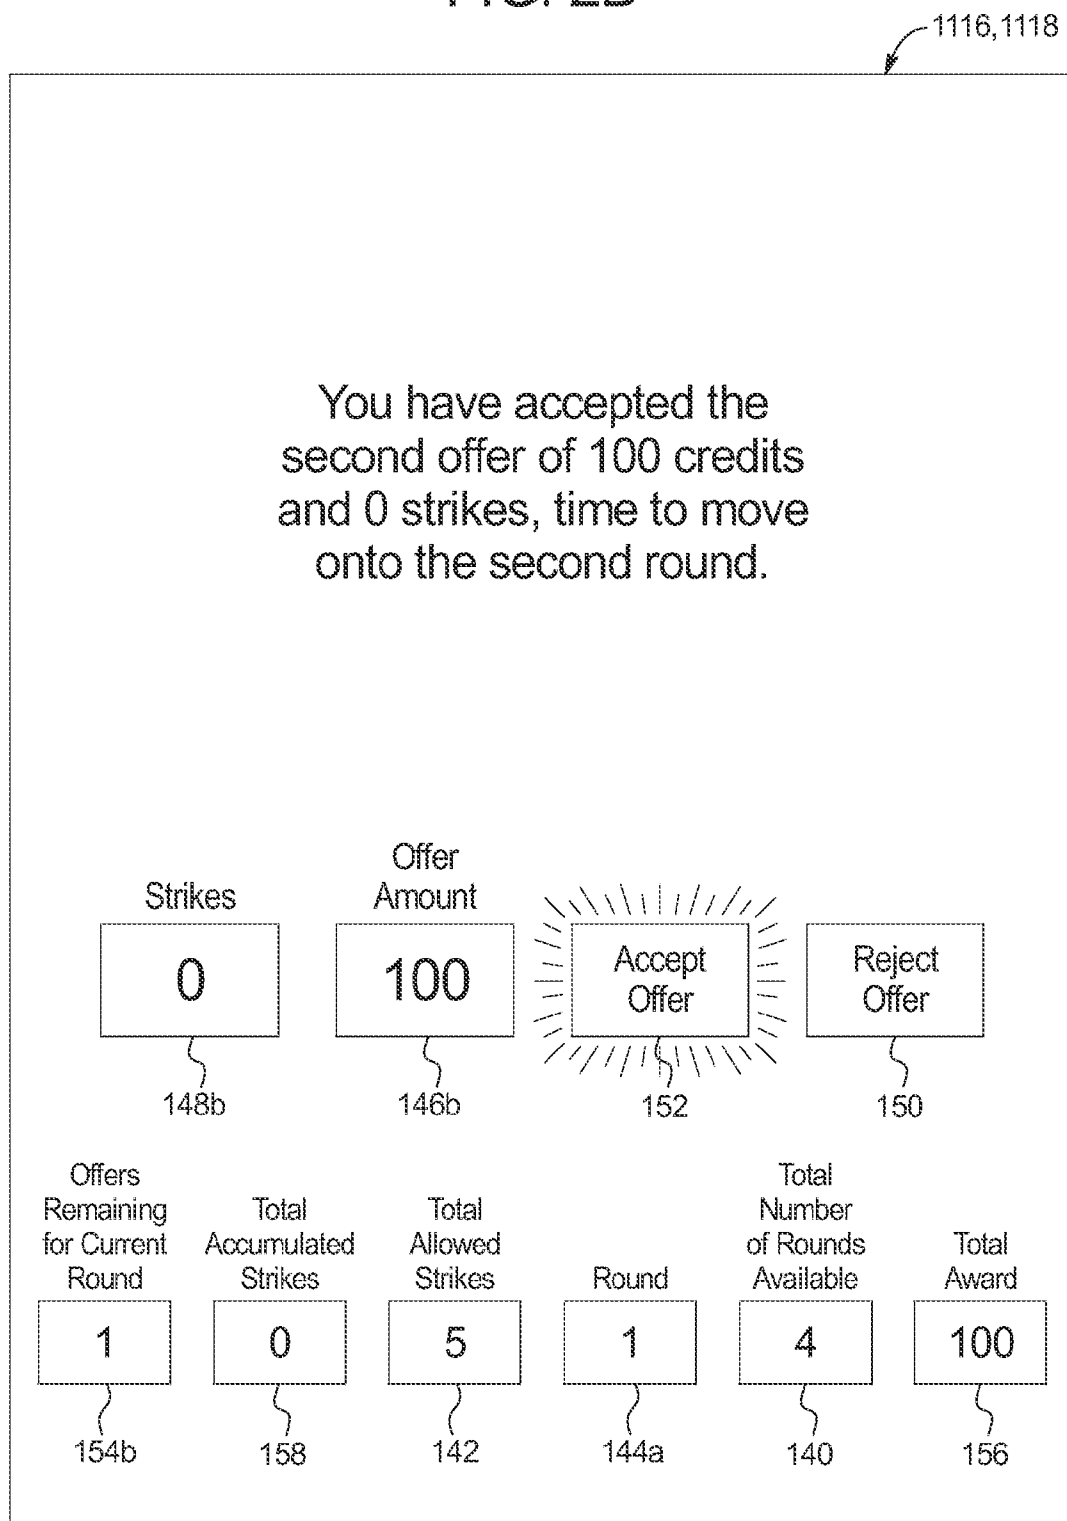 1116,1118
You have accepted the
second offer of 100 credits
and 0 strikes, time to move
onto the second round.
Strikes
Offer
Amount
0
100
Accept
Offer
Reject
Offer
148b
146b
152
150
Offers
Remaining
for Current
Round
Total
Accumulated
Strikes
Total
Allowed
Strikes
Round
Total
Number
of Rounds
Available
Total
Award
1
0
5
1
4
100
154b
158
142
144a
140
156